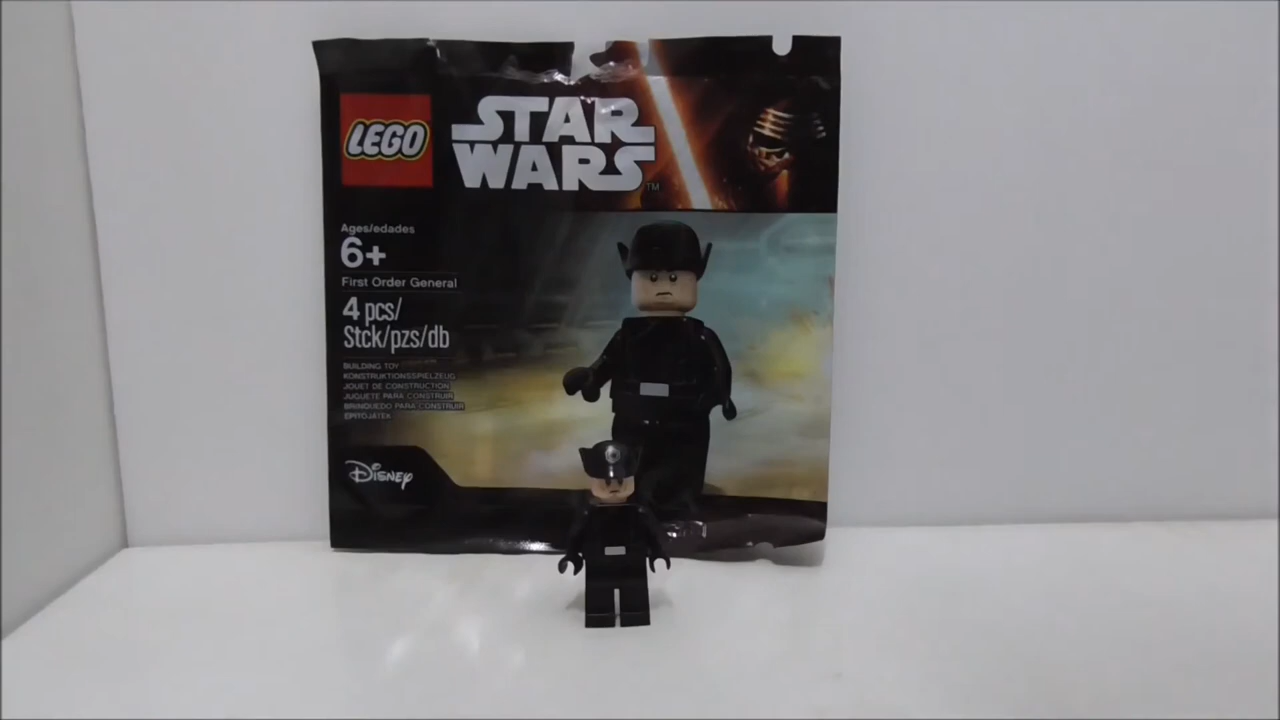 LEGO
STAR
WARS
TM
Ages/edades
6+
First Order General
4 pcs/
Stck/pzs/db
BUILDING TOY
KONSTRUKTIONSSPIELZEUG
JOUET DE CONSTRUCTION
JUGUETE PARA CONSTRUIR
BRINQUEDO PARA CONSTRUIR
ÉPÍTŐJÁTÉK
Disney